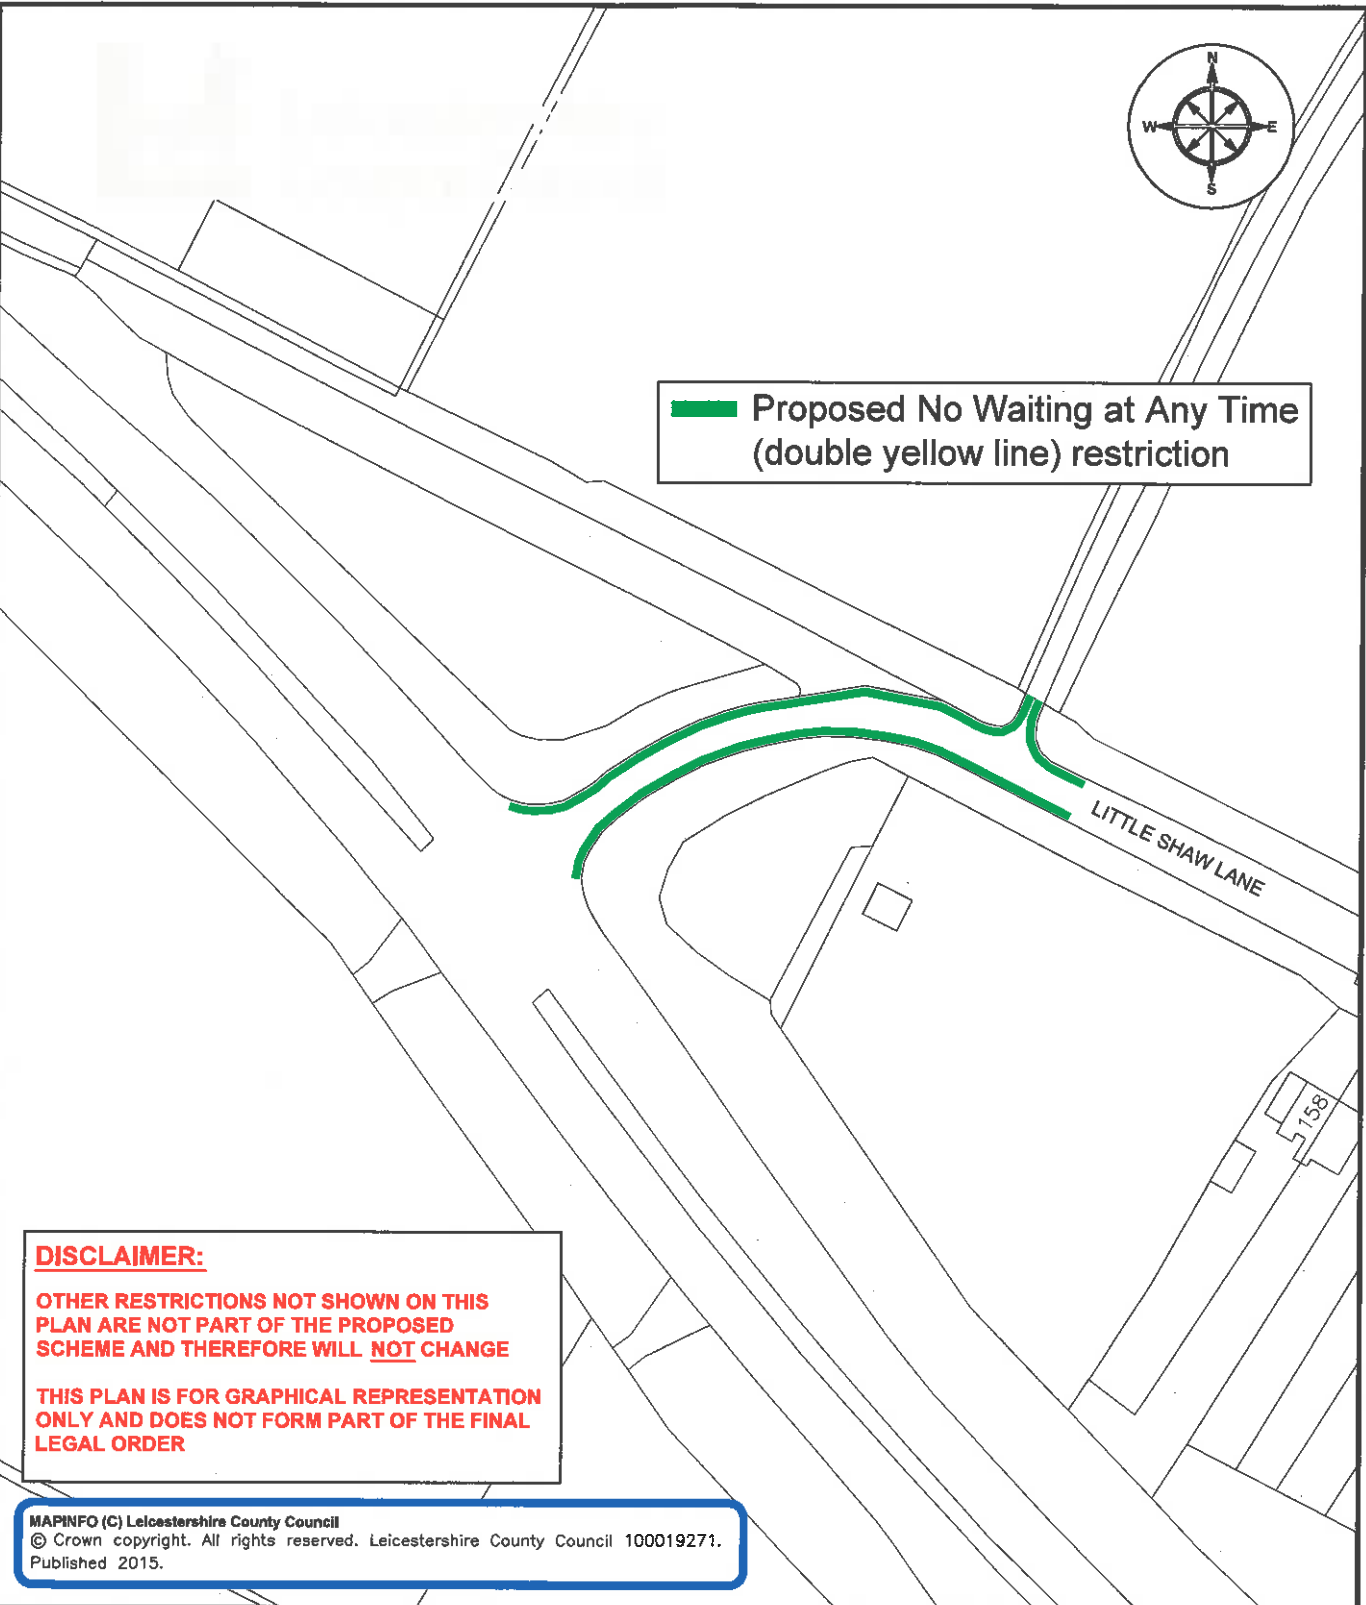 N
W E
S
Proposed No Waiting at Any Time
(double yellow line) restriction
LITTLE SHAW LANE
158
DISCLAIMER:
OTHER RESTRICTIONS NOT SHOWN ON THIS
PLAN ARE NOT PART OF THE PROPOSED
SCHEME AND THEREFORE WILL NOT CHANGE
THIS PLAN IS FOR GRAPHICAL REPRESENTATION
ONLY AND DOES NOT FORM PART OF THE FINAL
LEGAL ORDER
MAPINFO (C) Leicestershire County Council
© Crown copyright. All rights reserved. Leicestershire County Council 100019271.
Published 2015.